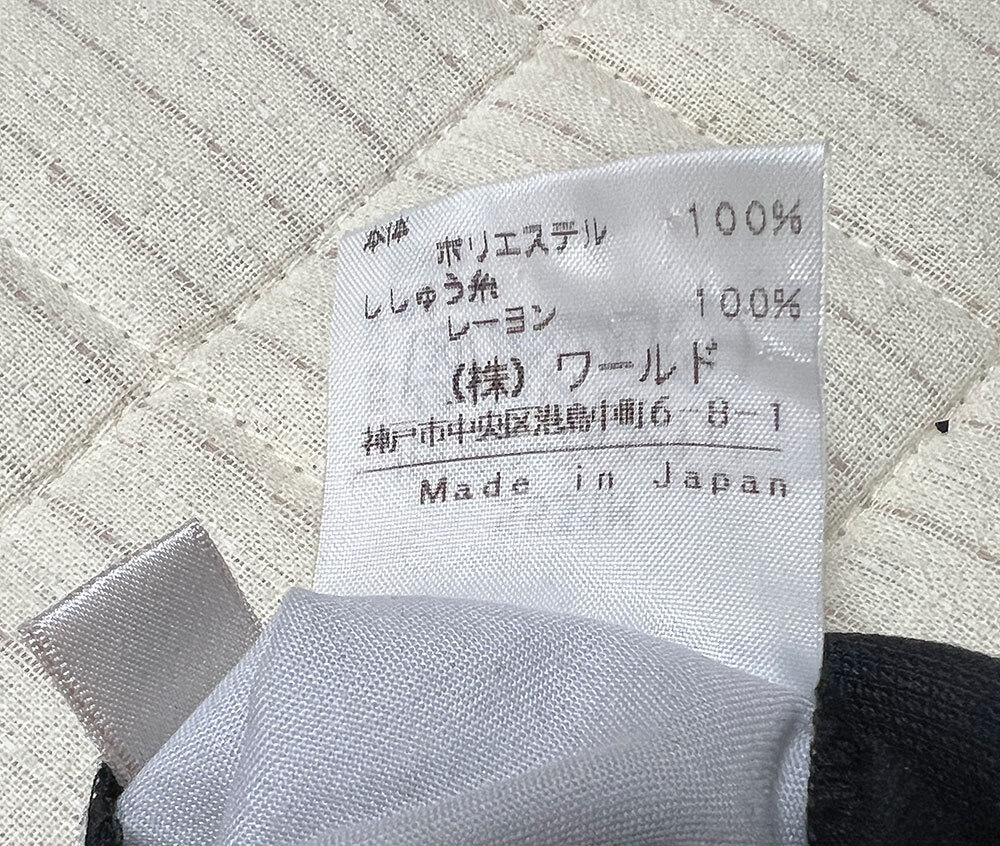 本体
ポリエステル 100%
ししゅう糸
レーヨン 100%
(株) ワールド
神戸市中央区港島中町6-8-1
Made in Japan